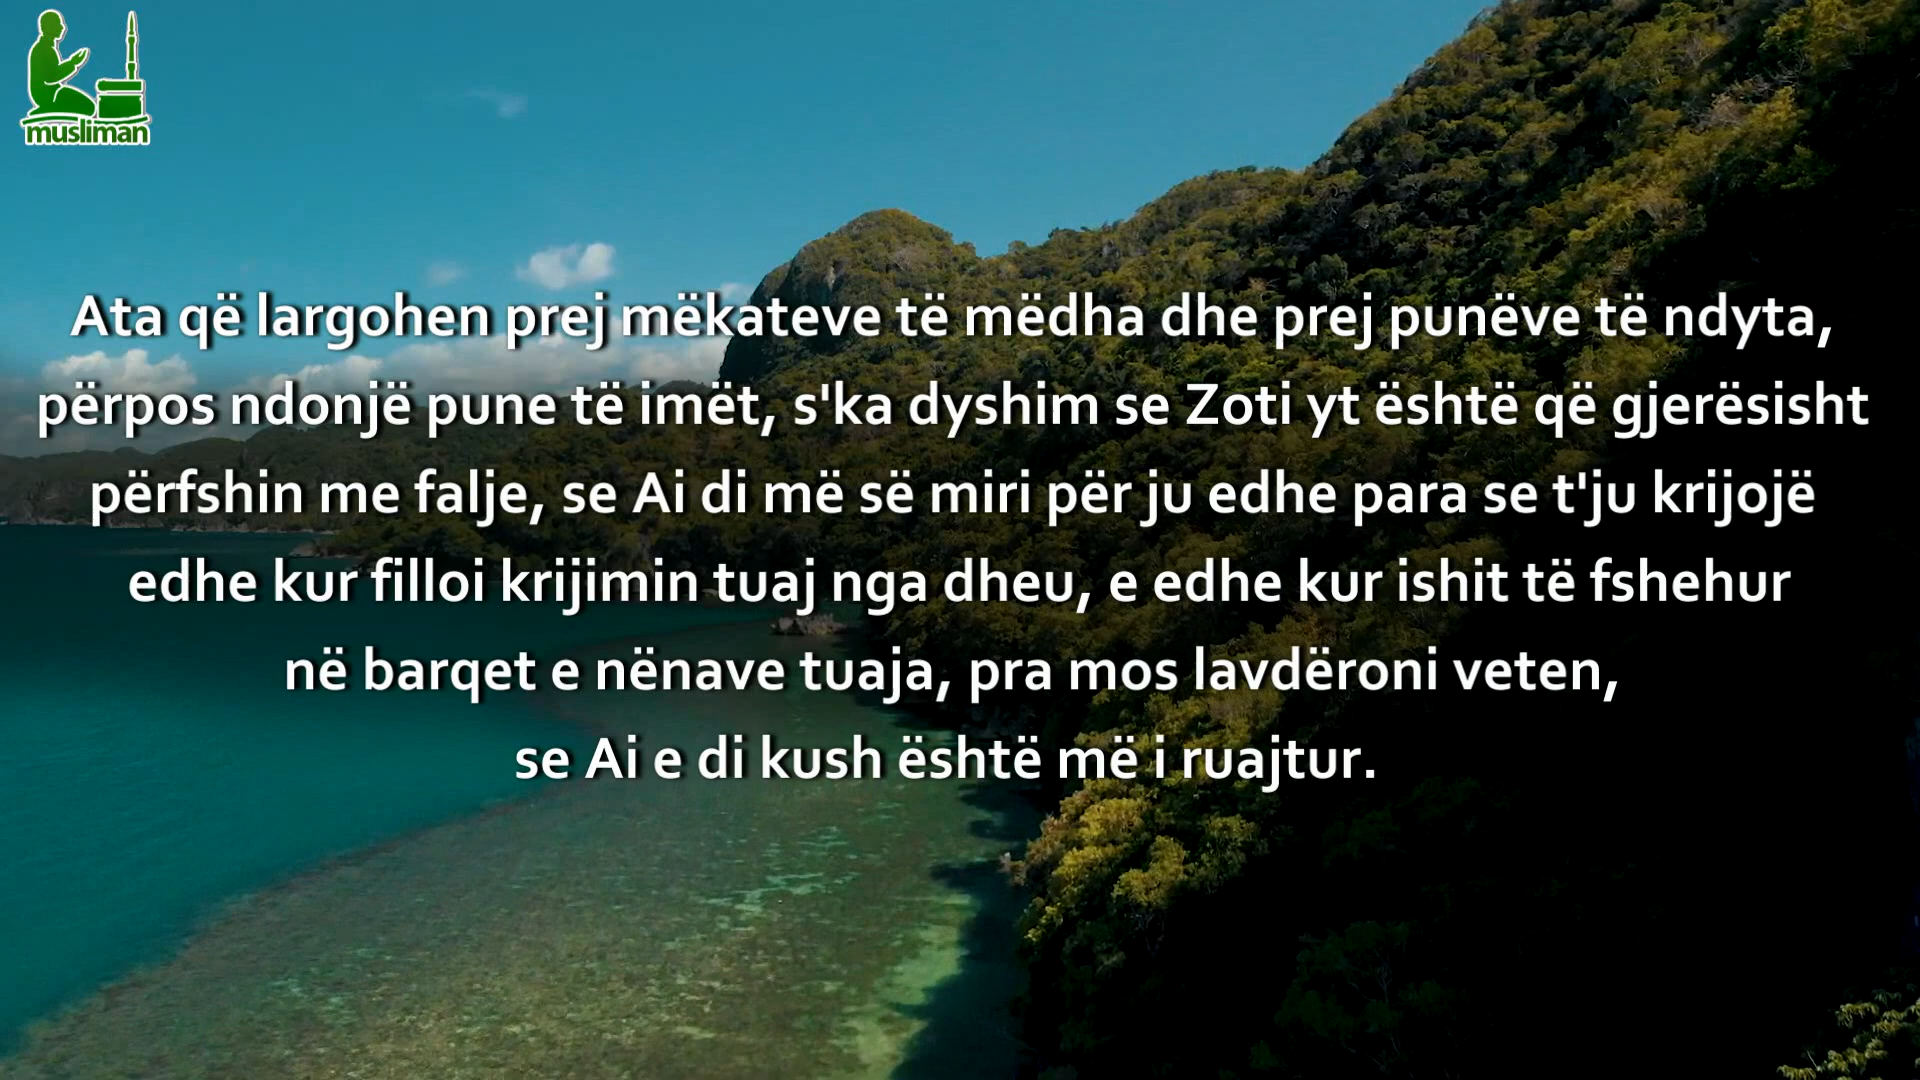 musliman
Ata që largohen prej mëkateve të mëdha dhe prej punëve të ndyta,
përpos ndonjë pune të imët, s'ka dyshim se Zoti yt është që gjerësisht
përfshin me falje, se Ai di më së miri për ju edhe para se t'ju krijojë
edhe kur filloi krijimin tuaj nga dheu, e edhe kur ishit të fshehur
në barqet e nënave tuaja, pra mos lavdëroni veten,
se Ai e di kush është më i ruajtur.